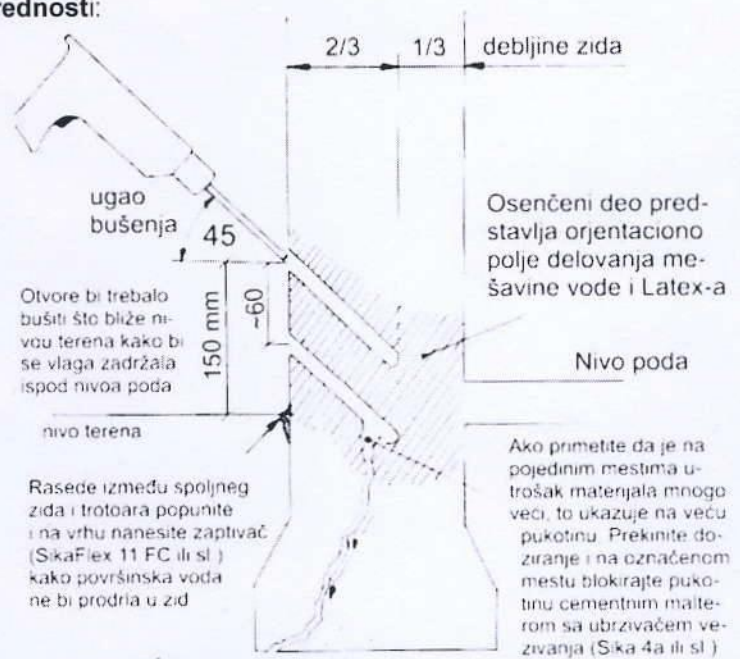 rednosti:
2/3 1/3 debljine zida
ugao
bušenja
45
Osenčeni deo pred-
stavlja orjentaciono
polje delovanja me-
šavine vode i Latex-a
Otvore bi trebalo
bušiti što bliže ni-
vou terena kako bi
se vlaga zadržala
ispod nivoa poda
150 mm
~60
Nivo poda
nivo terena
Rasede između spoljneg
zida i trotoara popunite
i na vrhu nanesite zaptivač
(SikaFlex 11 FC ili sl.)
kako površinska voda
ne bi prodrla u zid
Ako primetite da je na
pojedinim mestima u-
trošak materijala mnogo
veći, to ukazuje na veću
pukotinu. Prekinite do-
ziranje i na označenom
mestu blokirajte puko-
tinu cementnim malte-
rom sa ubrzivačem ve-
zivanja (Sika 4a ili sl.)